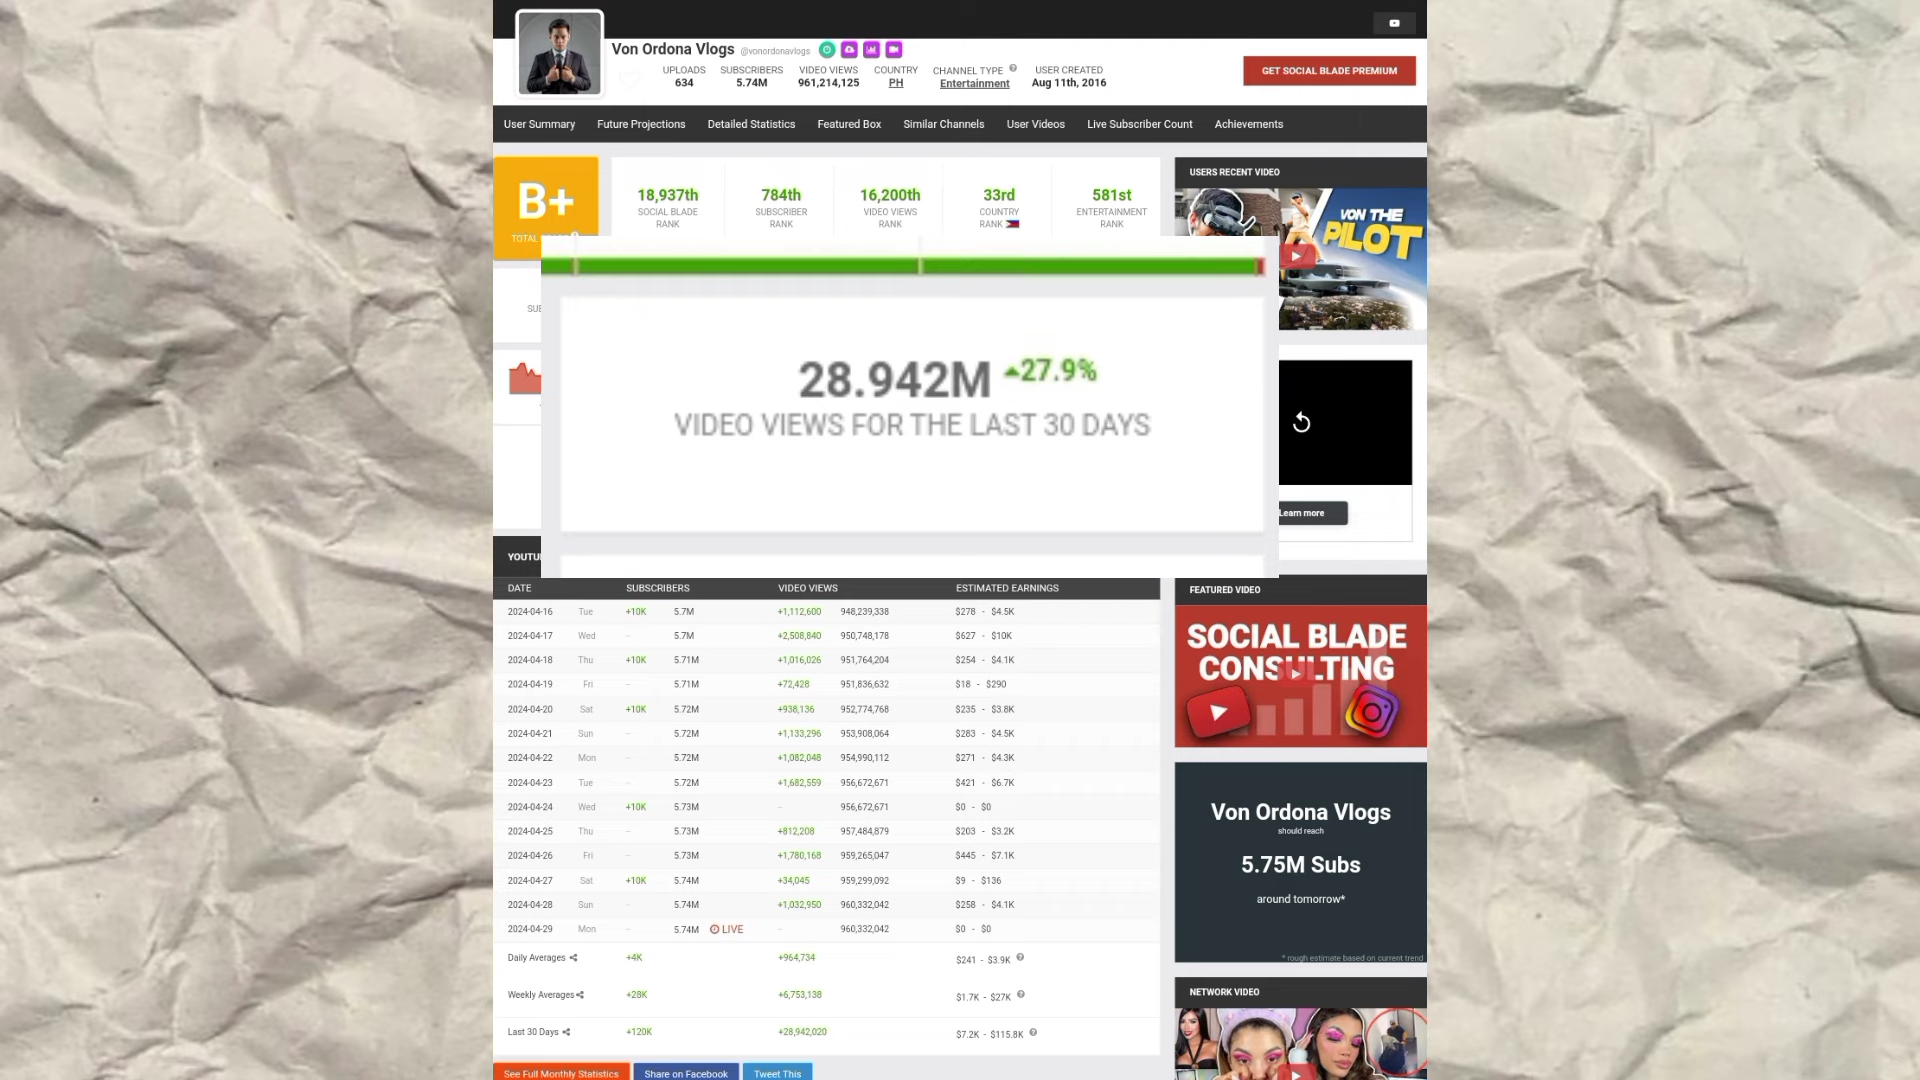 Von Ordona Vlogs @vonordonavlogs
UPLOADS SUBSCRIBERS VIDEO VIEWS COUNTRY CHANNEL TYPE USER CREATED
634 5.74M 961,214,125 PH Entertainment Aug 11th, 2016
GET SOCIAL BLADE PREMIUM
User Summary Future Projections Detailed Statistics Featured Box Similar Channels User Videos Live Subscriber Count Achievements
B+
TOTAL
18,937th 784th 16,200th 33rd 581st
SOCIAL BLADE SUBSCRIBER VIDEO VIEWS COUNTRY ENTERTAINMENT
RANK RANK RANK RANK RANK
USERS RECENT VIDEO
VON THE
PILOT
28.942M 27.9%
VIDEO VIEWS FOR THE LAST 30 DAYS
Learn more
DATE SUBSCRIBERS VIDEO VIEWS ESTIMATED EARNINGS
2024-04-16 Tue +10K 5.7M +1,112,600 948,239,338 $278 - $4.5K
2024-04-17 Wed -- 5.7M +2,508,840 950,748,178 $627 - $10K
2024-04-18 Thu +10K 5.71M +1,016,026 951,764,204 $254 - $4.1K
2024-04-19 Fri -- 5.71M +72,428 951,836,632 $18 - $290
2024-04-20 Sat +10K 5.72M +938,136 952,774,768 $235 - $3.8K
2024-04-21 Sun -- 5.72M +1,133,296 953,908,064 $283 - $4.5K
2024-04-22 Mon -- 5.72M +1,082,048 954,990,112 $271 - $4.3K
2024-04-23 Tue -- 5.72M +1,682,559 956,672,671 $421 - $6.7K
2024-04-24 Wed +10K 5.73M -- 956,672,671 $0 - $0
2024-04-25 Thu -- 5.73M +812,208 957,484,879 $203 - $3.2K
2024-04-26 Fri -- 5.73M +1,780,168 959,265,047 $445 - $7.1K
2024-04-27 Sat +10K 5.74M +34,045 959,299,092 $9 - $136
2024-04-28 Sun -- 5.74M +1,032,950 960,332,042 $258 - $4.1K
2024-04-29 Mon -- 5.74M LIVE -- 960,332,042 $0 - $0
Daily Averages +4K +964,734 $241 - $3.9K
Weekly Averages +28K +6,753,138 $1.7K - $27K
Last 30 Days +120K +28,942,020 $7.2K - $115.8K
See Full Monthly Statistics Share on Facebook Tweet This
FEATURED VIDEO
SOCIAL BLADE
CONSULTING
Von Ordona Vlogs
should reach
5.75M Subs
around tomorrow*
* rough estimate based on current trend
NETWORK VIDEO